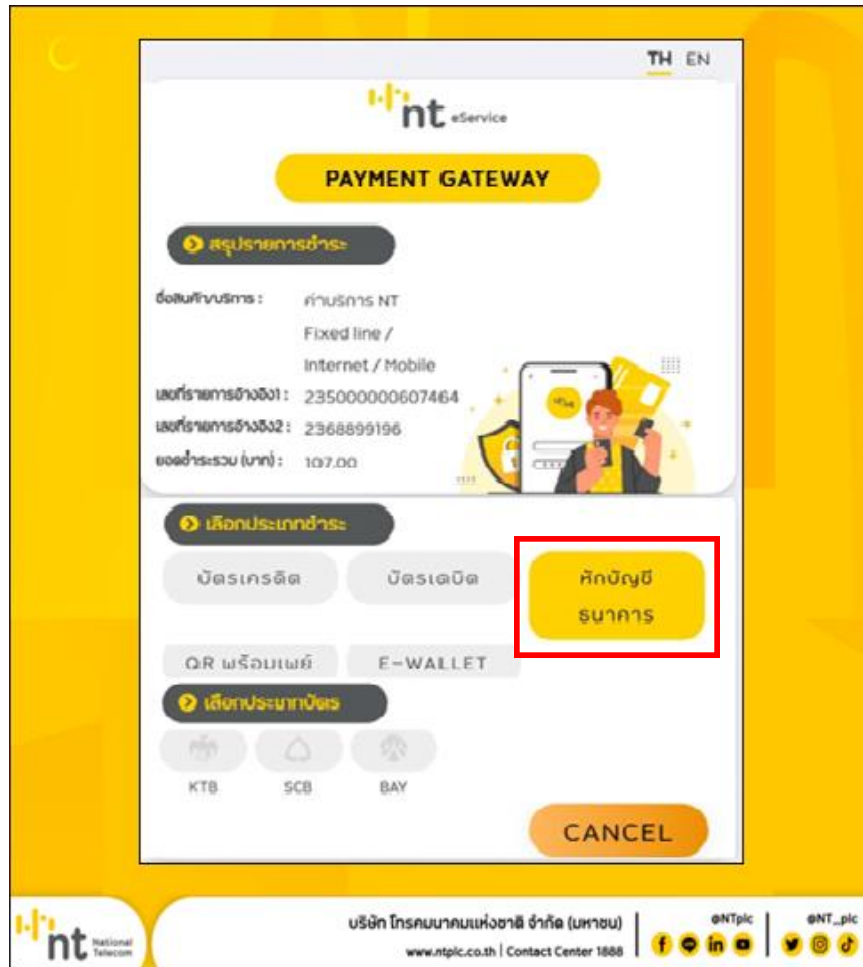 TH EN
nt eService
PAYMENT GATEWAY
สรุปรายการชำระ
ชื่อสินค้า/บริการ : ค่าบริการ NT
Fixed line /
Internet / Mobile
เลขที่รายการอ้างอิง1 : 235000000607464
เลขที่รายการอ้างอิง2 : 2368899196
ยอดชำระรวม (บาท) : 107.00
เลือกประเภทชำระ
บัตรเครดิต บัตรเดบิต หักบัญชี
ธนาคาร
QR พร้อมเพย์ E-WALLET
เลือกประเภทบัตร
KTB SCB BAY
CANCEL
nt National Telecom
บริษัท โทรคมนาคมแห่งชาติ จำกัด (มหาชน)
www.ntplc.co.th | Contact Center 1888
@NTplc
@NT_plc